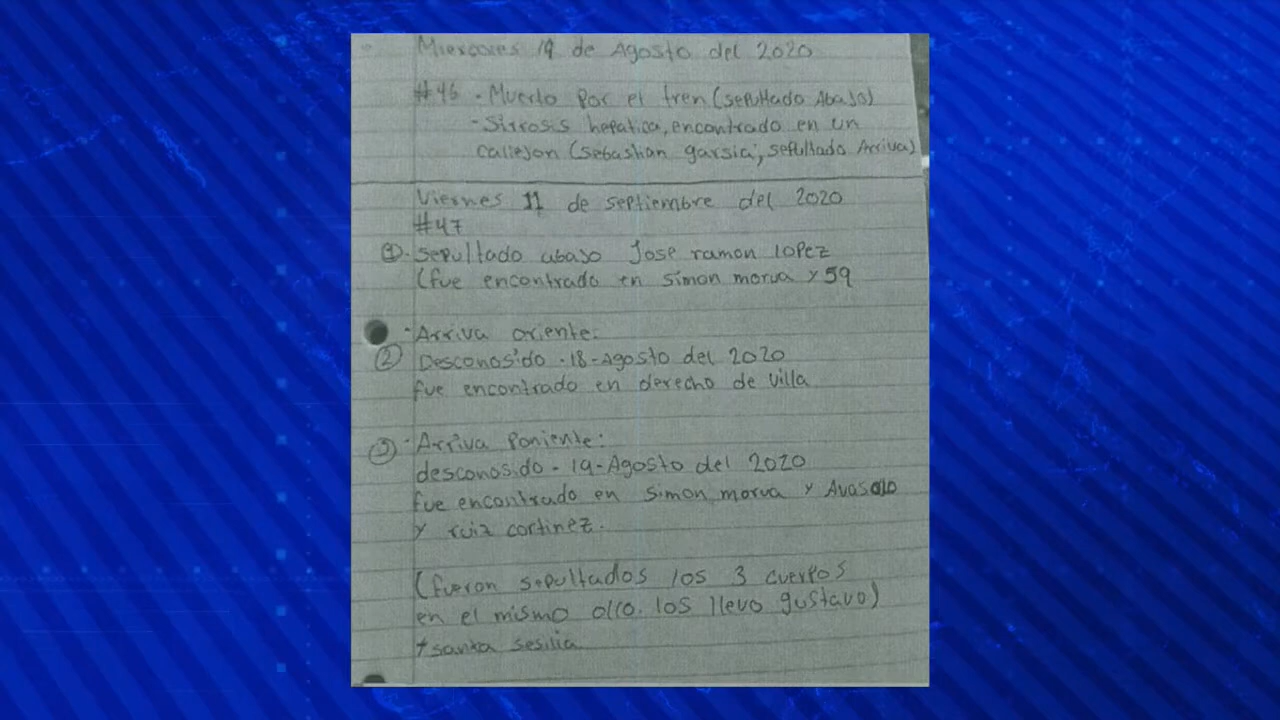 Miercoles 19 de Agosto del 2020
#46 - Muerto por el tren (sepultado Abajo)
- Sirrosis hepatica, encontrado en un
callejon (sebastian garsia, sepultado Arriva)
Viernes 11 de septiembre del 2020
#47
1. sepultado abajo Jose ramon lopez
(fue encontrado en simon morua y 59
- Arriva oriente:
2 Desconosido - 18 - Agosto del 2020
fue encontrado en derecho de villa
3 - Arriva Poniente:
desconosido - 19 - Agosto del 2020
fue encontrado en simon morua y
y ruiz cortinez.
(fueron sepultados los 3 cuerpos
en el mismo ollo. los llevo gustavo)
+ santa sesilia